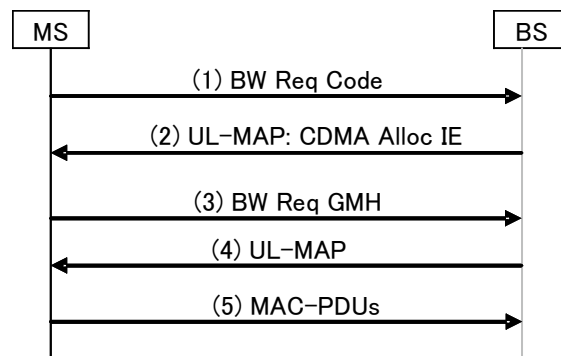 MS
BS
(1) BW Req Code
(2) UL-MAP: CDMA Alloc IE
(3) BW Req GMH
(4) UL-MAP
(5) MAC-PDUs